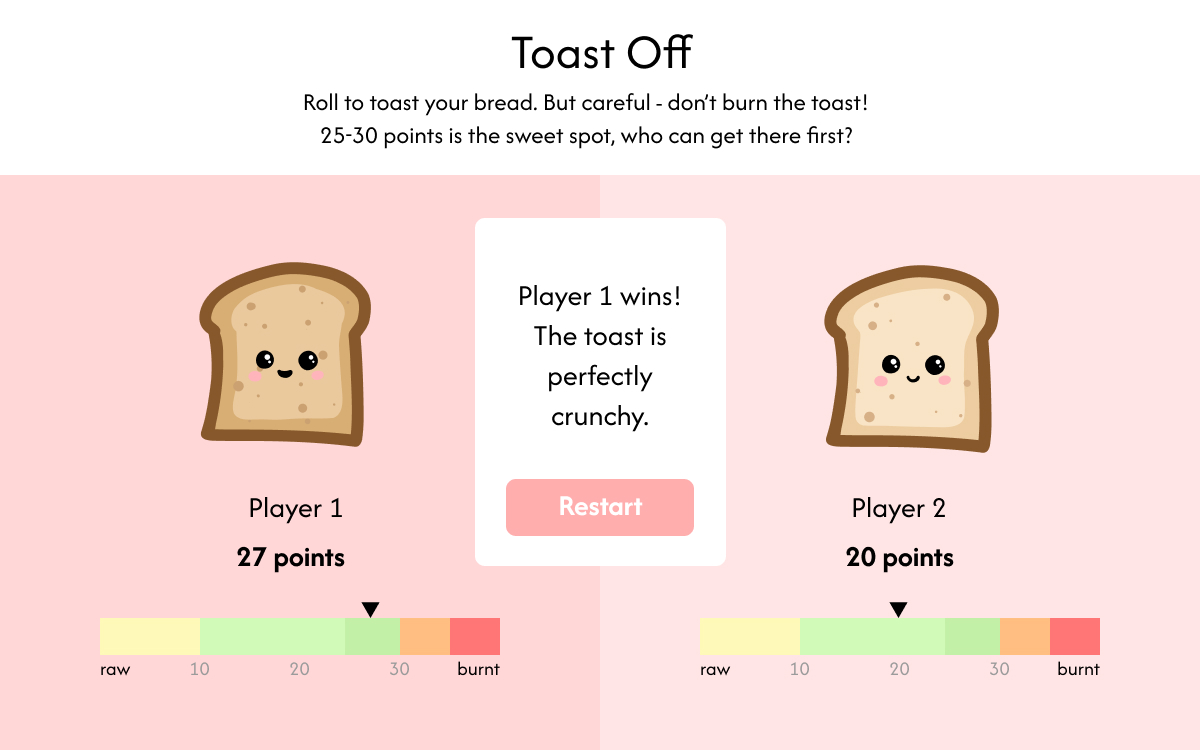 Toast Off
Roll to toast your bread. But careful - don’t burn the toast!
25-30 points is the sweet spot, who can get there first?
Player 1 wins!
The toast is
perfectly
crunchy.
Restart
Player 1
27 points
raw 10 20 30 burnt
Player 2
20 points
raw 10 20 30 burnt